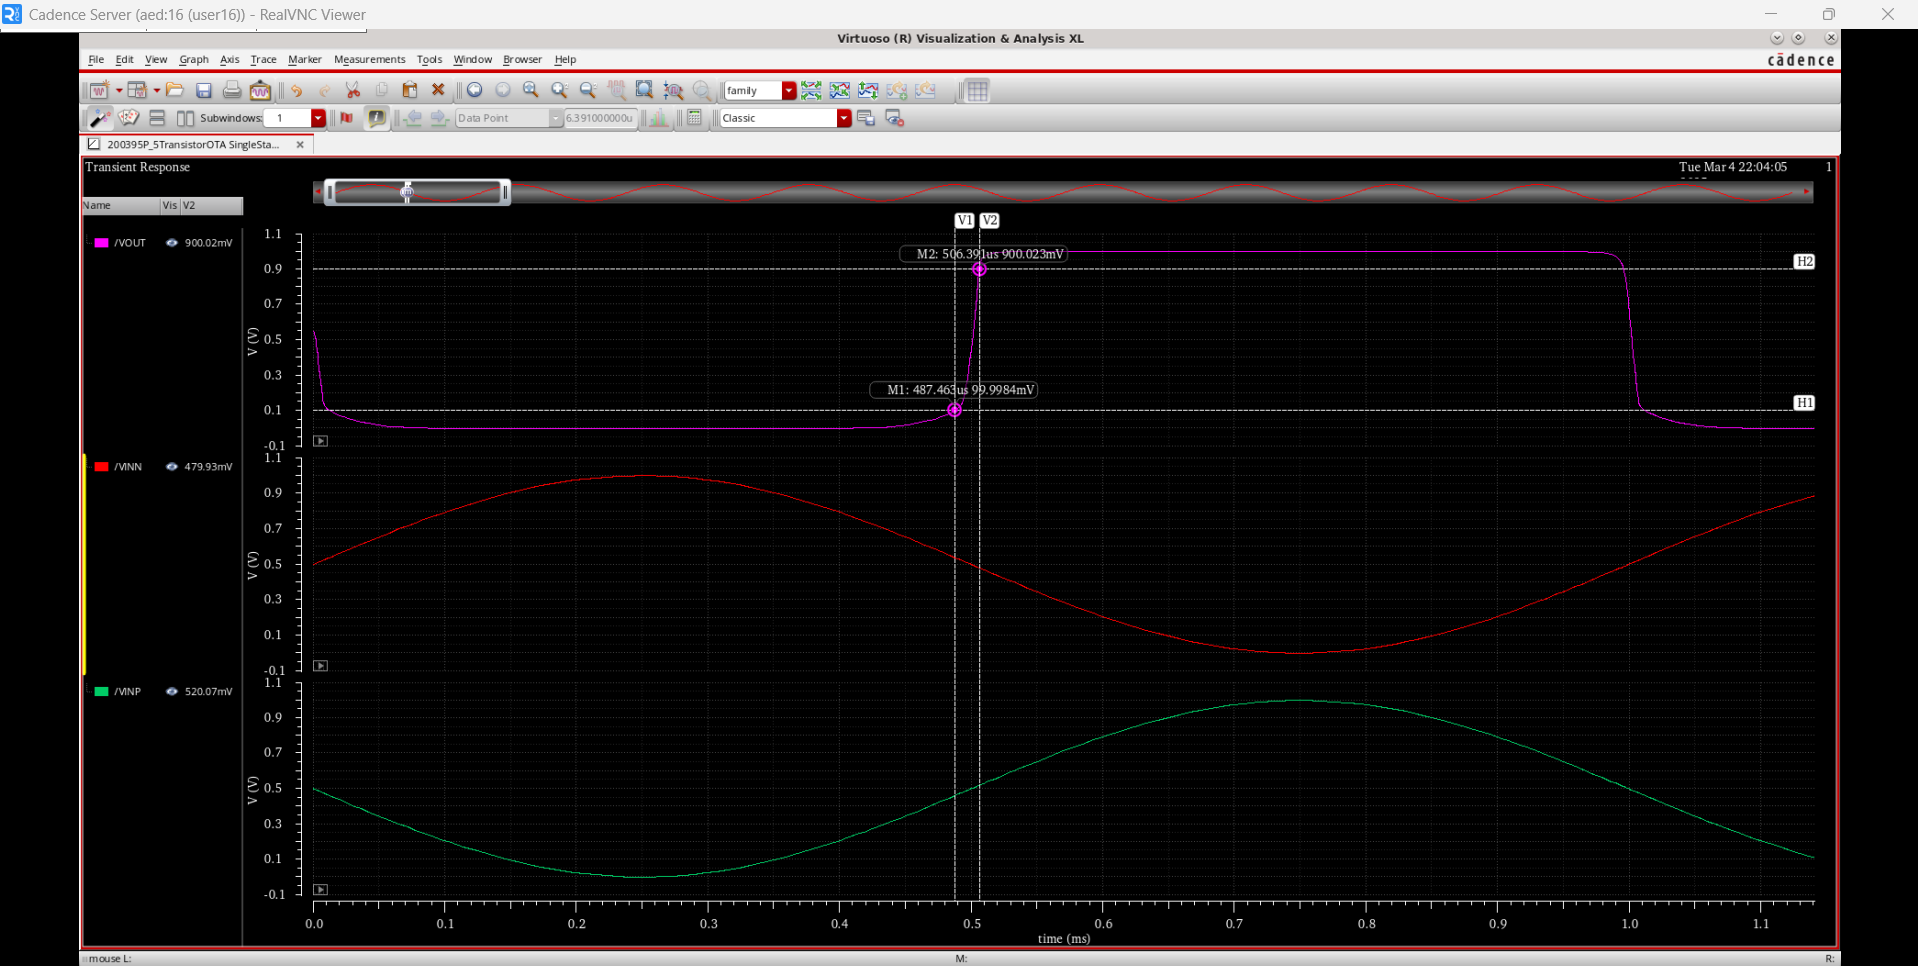 Cadence Server (aed:16 (user16)) - RealVNC Viewer
Virtuoso (R) Visualization & Analysis XL
File Edit View Graph Axis Trace Marker Measurements Tools Window Browser Help
cādence
family
Subwindows: 1 Data Point 6.391000000u Classic
200395P_5TransistorOTA SingleSta...
Transient Response
Tue Mar 4 22:04:05
1
Name Vis V2
/VOUT 900.02mV
/VINN 479.93mV
/VINP 520.07mV
V1 V2
M2: 506.391us 900.023mV
H2
M1: 487.463us 99.9984mV
H1
V (V)
1.1
0.9
0.7
0.5
0.3
0.1
-0.1
V (V)
1.1
0.9
0.7
0.5
0.3
0.1
-0.1
V (V)
1.1
0.9
0.7
0.5
0.3
0.1
-0.1
0.0 0.1 0.2 0.3 0.4 0.5 0.6 0.7 0.8 0.9 1.0 1.1
time (ms)
mouse L: M: R: